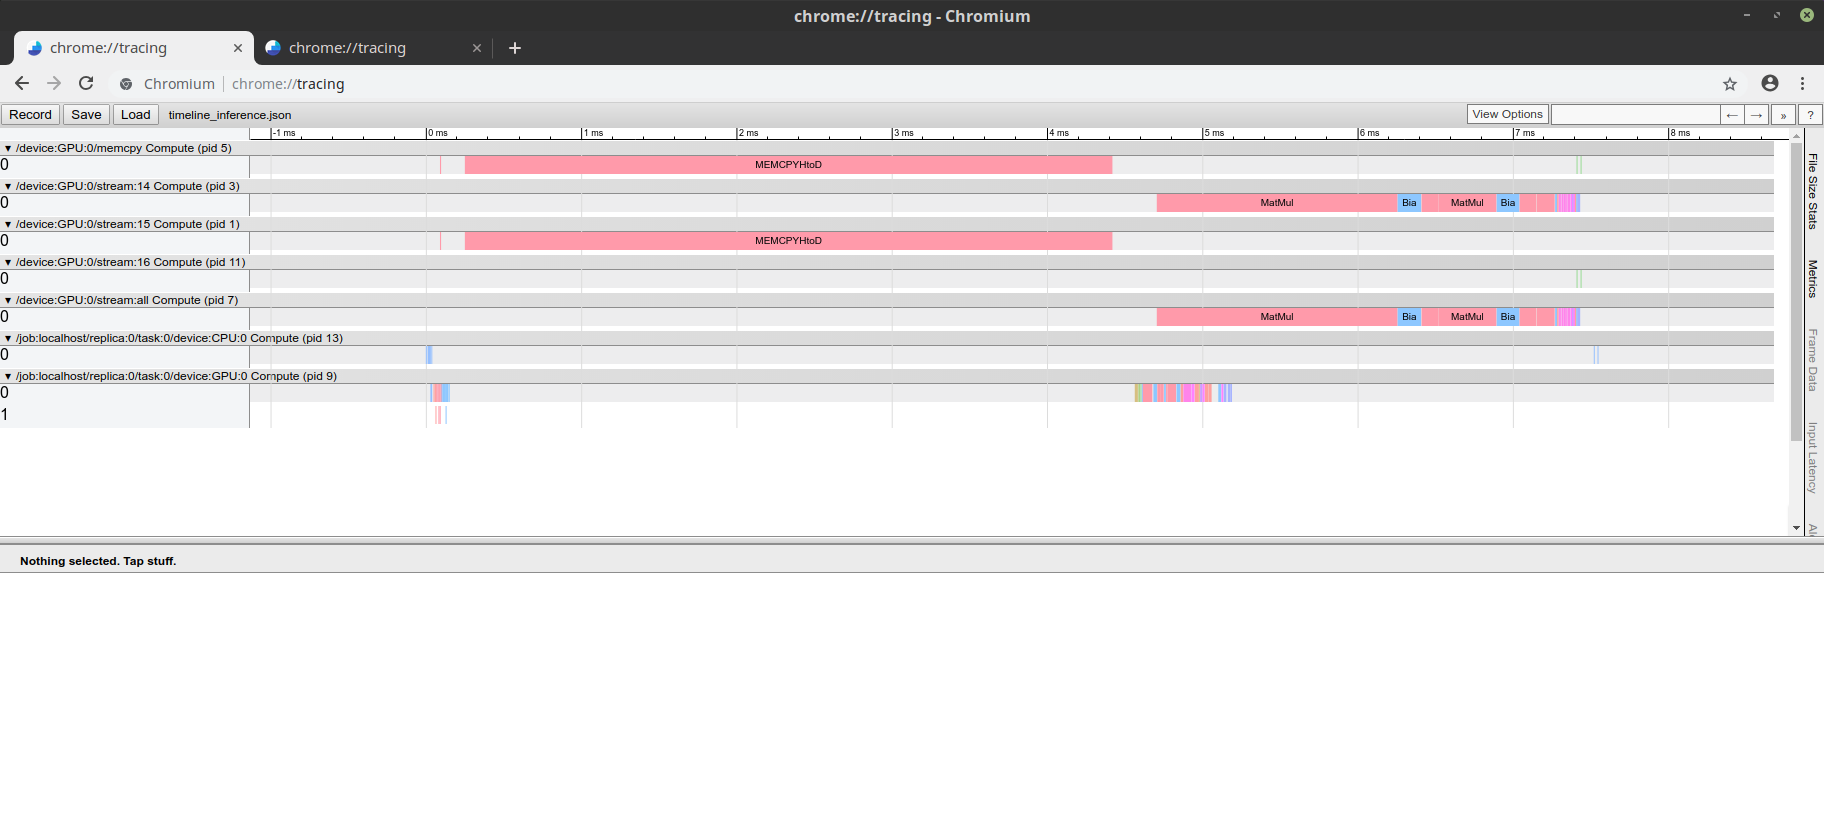 chrome://tracing - Chromium
chrome://tracing
chrome://tracing
Chromium
chrome://tracing
Record Save Load timeline_inference.json
View Options ← → » ?
-1 ms 0 ms 1 ms 2 ms 3 ms 4 ms 5 ms 6 ms 7 ms 8 ms
/device:GPU:0/memcpy Compute (pid 5)
0 MEMCPYHtoD
/device:GPU:0/stream:14 Compute (pid 3)
0 MatMul Bia MatMul Bia
/device:GPU:0/stream:15 Compute (pid 1)
0 MEMCPYHtoD
/device:GPU:0/stream:16 Compute (pid 11)
0
/device:GPU:0/stream:all Compute (pid 7)
0 MatMul Bia MatMul Bia
/job:localhost/replica:0/task:0/device:CPU:0 Compute (pid 13)
0
/job:localhost/replica:0/task:0/device:GPU:0 Compute (pid 9)
0
1
File Size Stats
Metrics
Frame Data
Input Latency
Nothing selected. Tap stuff.